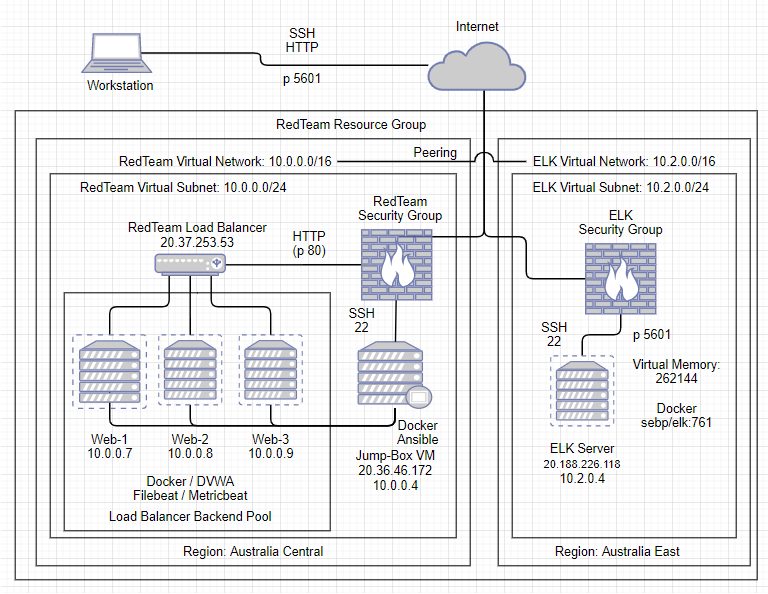 Internet
SSH
HTTP
p 5601
Workstation
RedTeam Resource Group
Peering
RedTeam Virtual Network: 10.0.0.0/16
ELK Virtual Network: 10.2.0.0/16
RedTeam Virtual Subnet: 10.0.0.0/24
ELK Virtual Subnet: 10.2.0.0/24
RedTeam
Security Group
ELK
Security Group
RedTeam Load Balancer
20.37.253.53
HTTP
(p 80)
SSH
22
SSH
22
p 5601
Virtual Memory:
262144
Docker
sebp/elk:761
Web-1
10.0.0.7
Web-2
10.0.0.8
Web-3
10.0.0.9
Docker
Ansible
Jump-Box VM
20.36.46.172
10.0.0.4
ELK Server
20.188.226.118
10.2.0.4
Docker / DVWA
Filebeat / Metricbeat
Load Balancer Backend Pool
Region: Australia Central
Region: Australia East